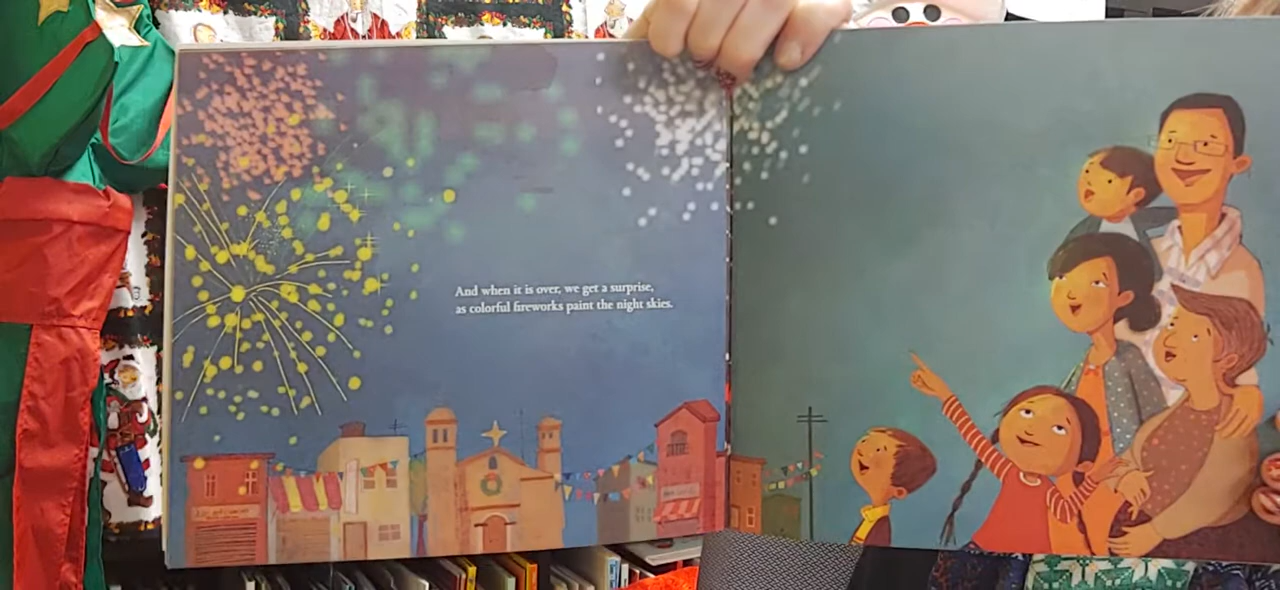 And when it is over, we get a surprise,
as colorful fireworks paint the night skies.